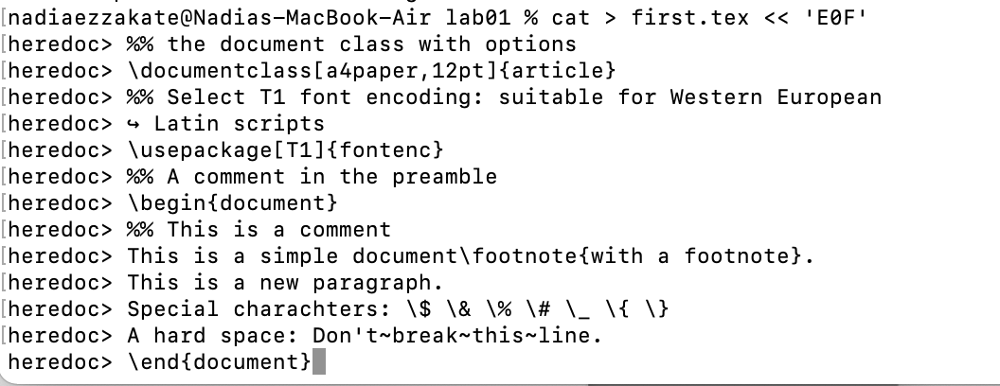 [nadiaezzakate@Nadias-MacBook-Air lab01 % cat > first.tex << 'E0F'
[heredoc> %% the document class with options
[heredoc> \documentclass[a4paper,12pt]{article}
[heredoc> %% Select T1 font encoding: suitable for Western European
[heredoc> ↪ Latin scripts
[heredoc> \usepackage[T1]{fontenc}
[heredoc> %% A comment in the preamble
[heredoc> \begin{document}
[heredoc> %% This is a comment
[heredoc> This is a simple document\footnote{with a footnote}.
[heredoc> This is a new paragraph.
[heredoc> Special charachters: \$ \& \% \# \_ \{ \}
[heredoc> A hard space: Don't~break~this~line.
heredoc> \end{document}